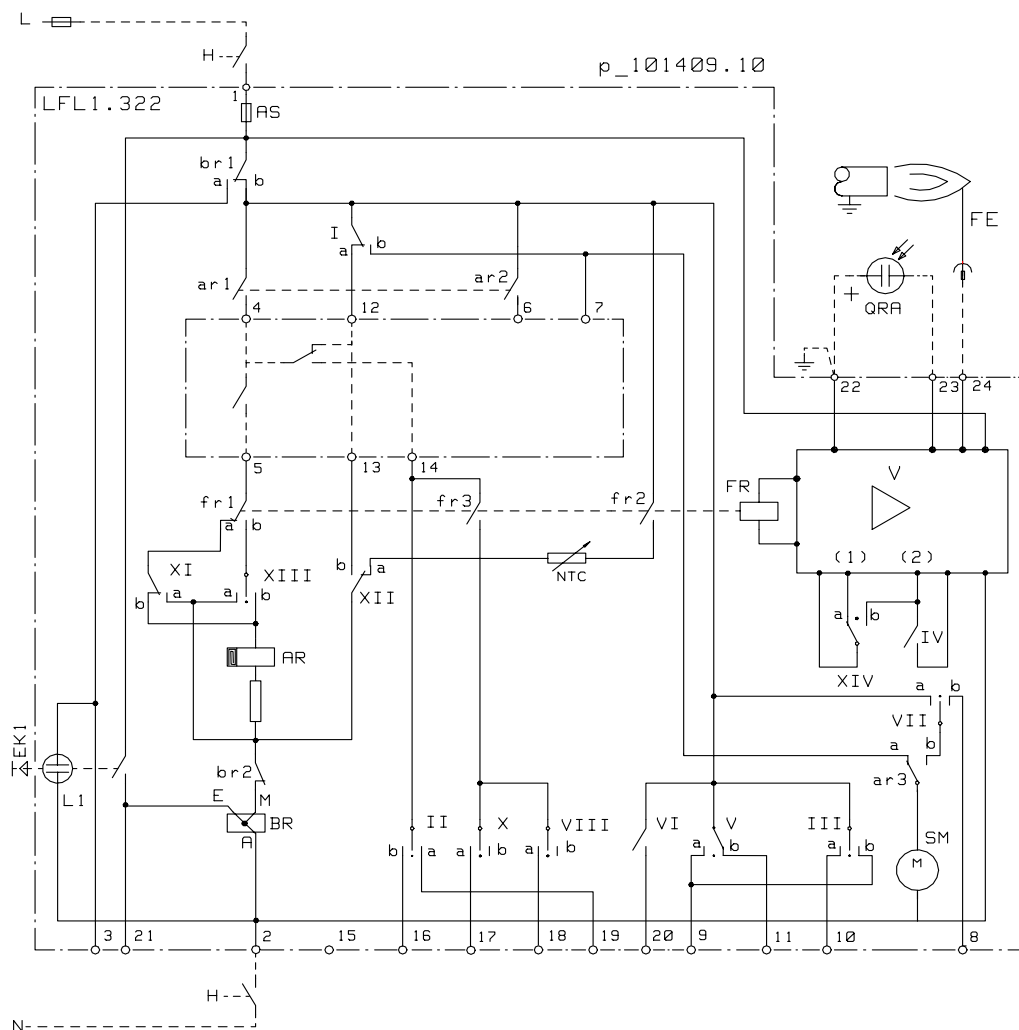 L
H
p_101409.10
LFL1.322
1
AS
br1
a b
I
a b
FE
ar1
ar2
+
QRA
4 12 6 7
22 23 24
5 13 14
V
FR
fr1
fr3
fr2
a b
(1) (2)
XI
XIII
b a
NTC
XII
b a a b
a b
IV
AR
XIV
a b
VII
EK1
a b
ar3
br2
L1
E M
BR
A
II X VIII VI V III
SM
b a a b a b a b a b
M
3 21 2 15 16 17 18 19 20 9 11 10 8
H
N